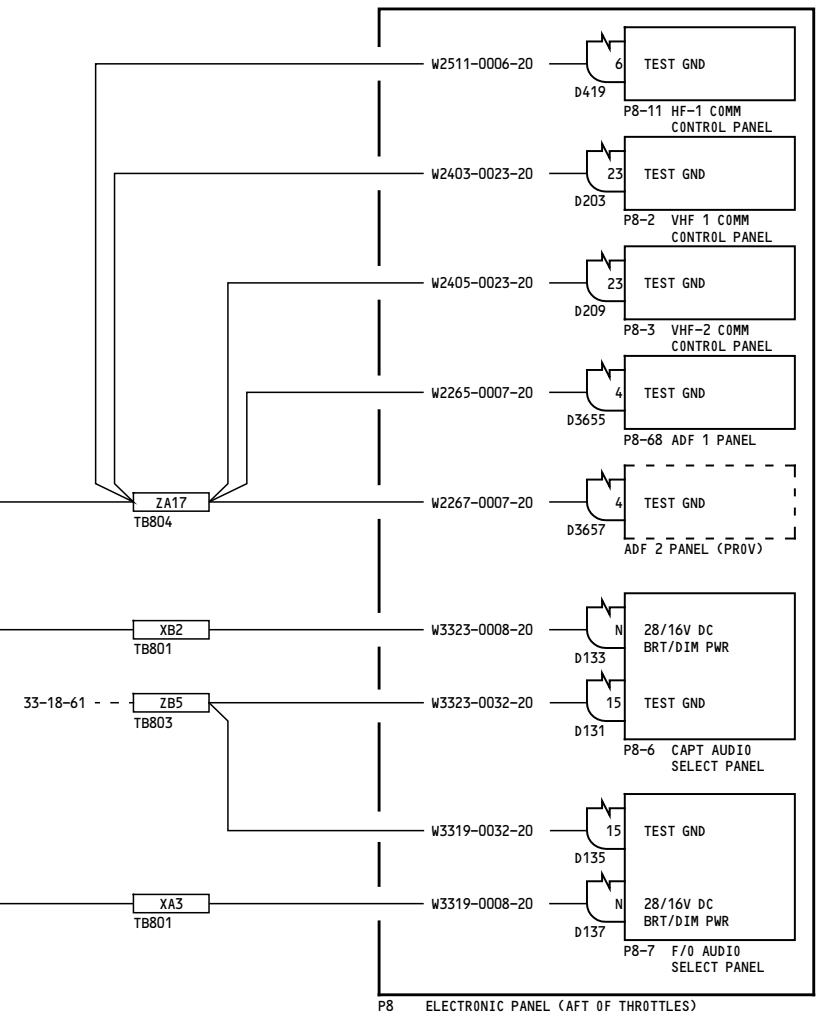 W2511-0006-20
6
TEST GND
D419
P8-11 HF-1 COMM
CONTROL PANEL
W2403-0023-20
23
TEST GND
D203
P8-2 VHF 1 COMM
CONTROL PANEL
W2405-0023-20
23
TEST GND
D209
P8-3 VHF-2 COMM
CONTROL PANEL
W2265-0007-20
4
TEST GND
D3655
P8-68 ADF 1 PANEL
ZA17
TB804
W2267-0007-20
4
TEST GND
D3657
ADF 2 PANEL (PROV)
XB2
TB801
W3323-0008-20
N
28/16V DC
BRT/DIM PWR
D133
33-18-61
ZB5
TB803
W3323-0032-20
15
TEST GND
D131
P8-6 CAPT AUDIO
SELECT PANEL
W3319-0032-20
15
TEST GND
D135
XA3
TB801
W3319-0008-20
N
28/16V DC
BRT/DIM PWR
D137
P8-7 F/O AUDIO
SELECT PANEL
P8 ELECTRONIC PANEL (AFT OF THROTTLES)